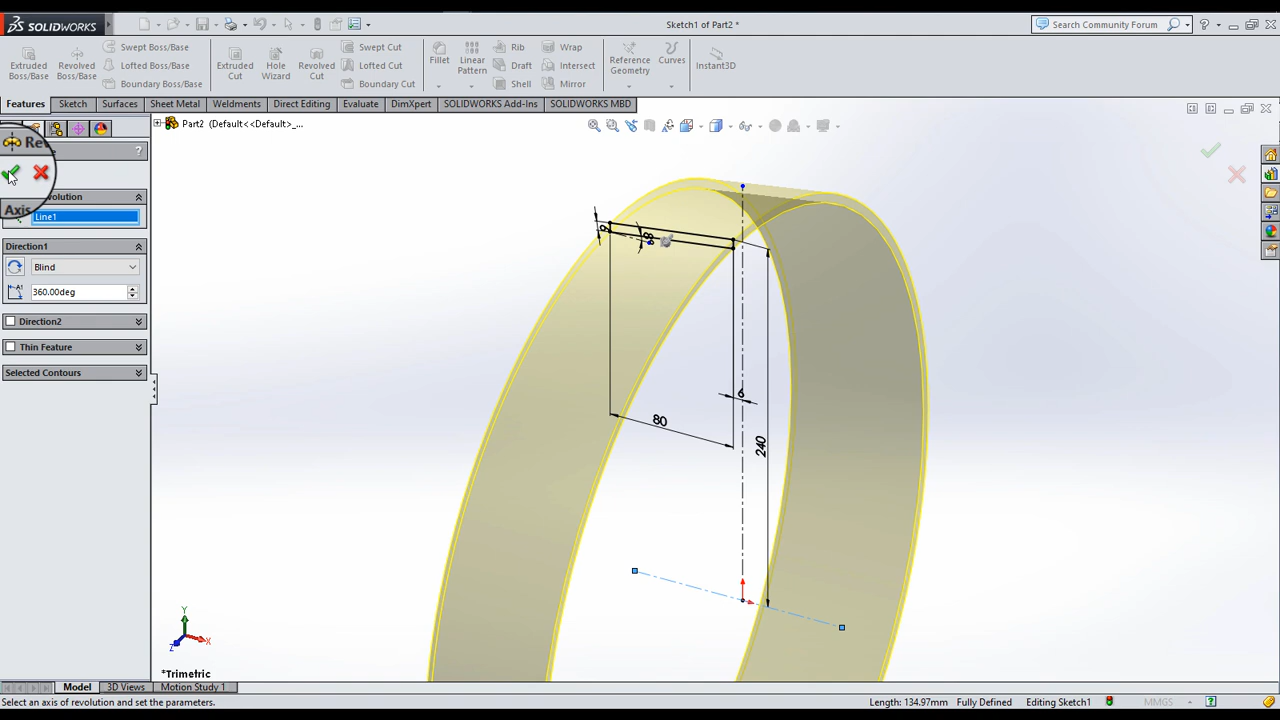 SOLIDWORKS
Sketch1 of Part2 *
Search Community Forum
Extruded Boss/Base
Revolved Boss/Base
Swept Boss/Base
Lofted Boss/Base
Boundary Boss/Base
Extruded Cut
Hole Wizard
Revolved Cut
Swept Cut
Lofted Cut
Boundary Cut
Fillet
Linear Pattern
Rib
Draft
Shell
Wrap
Intersect
Mirror
Reference Geometry
Curves
Instant3D
Features
Sketch
Surfaces
Sheet Metal
Weldments
Direct Editing
Evaluate
DimXpert
SOLIDWORKS Add-Ins
SOLIDWORKS MBD
Part2 (Default<<Default>_...
Rev
?
Axis
volution
Line1
Direction1
Blind
360.00deg
Direction2
Thin Feature
Selected Contours
80
6
240
Y
X
Z
*Trimetric
Model
3D Views
Motion Study 1
Select an axis of revolution and set the parameters.
Length: 134.97mm
Fully Defined
Editing Sketch1
MMGS